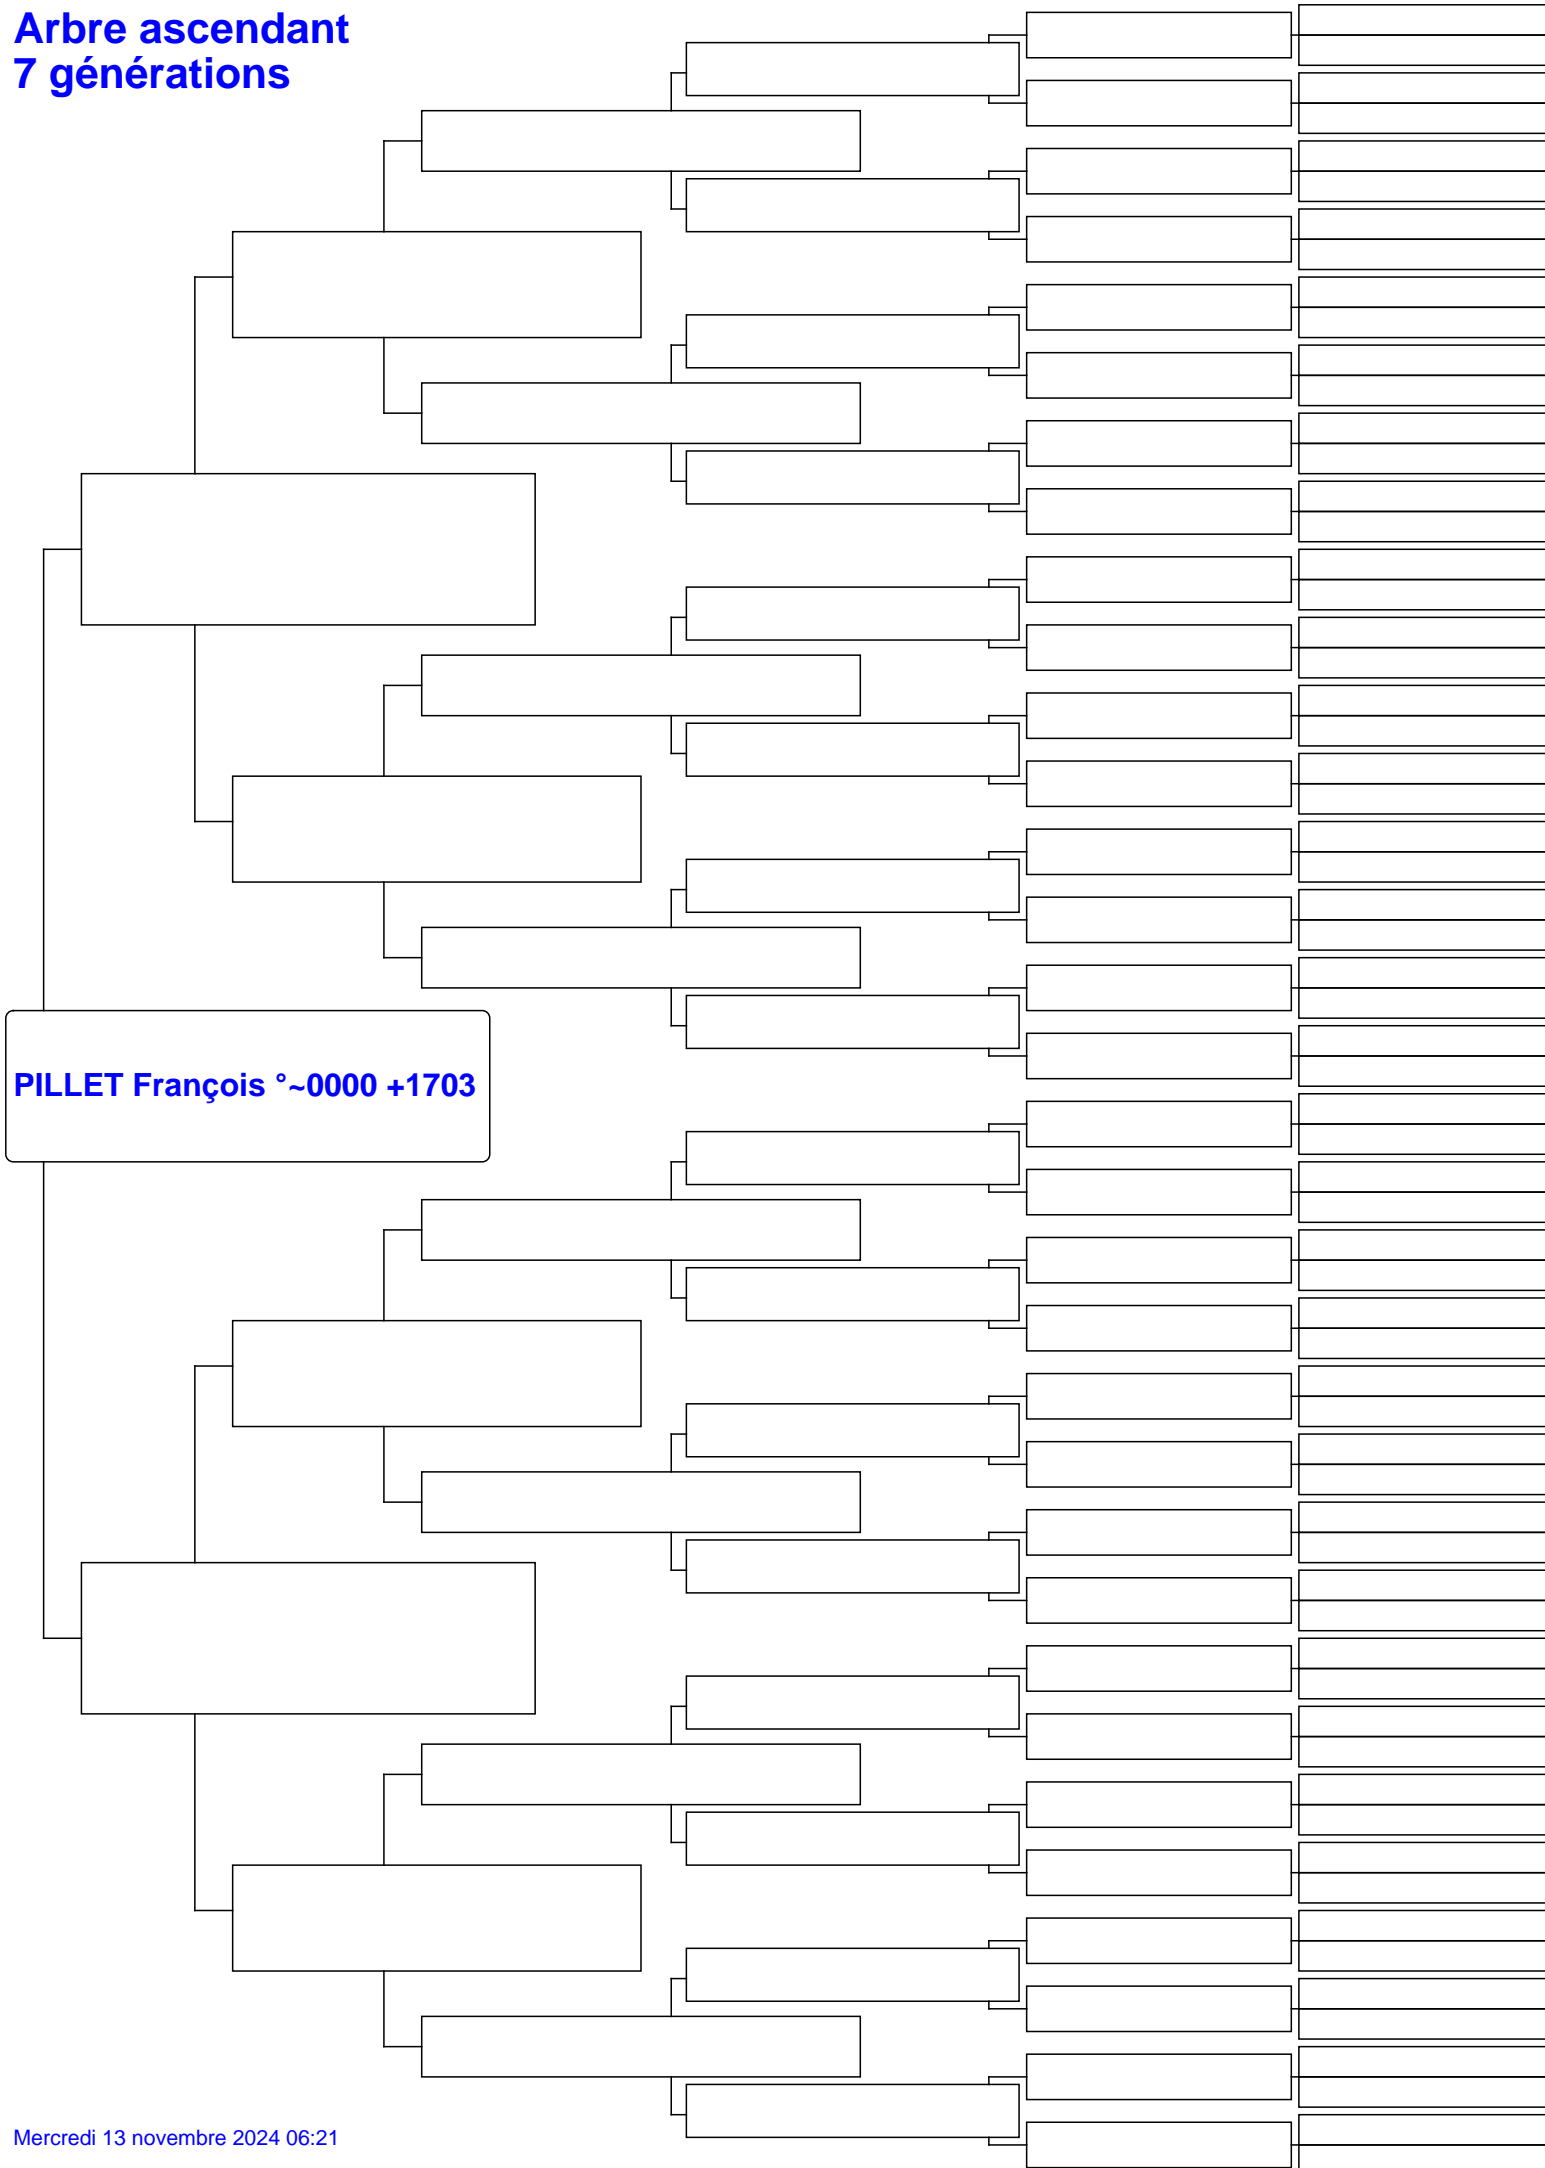 Arbre ascendant
7 générations
PILLET François °~0000 +1703
Mercredi 13 novembre 2024 06:21